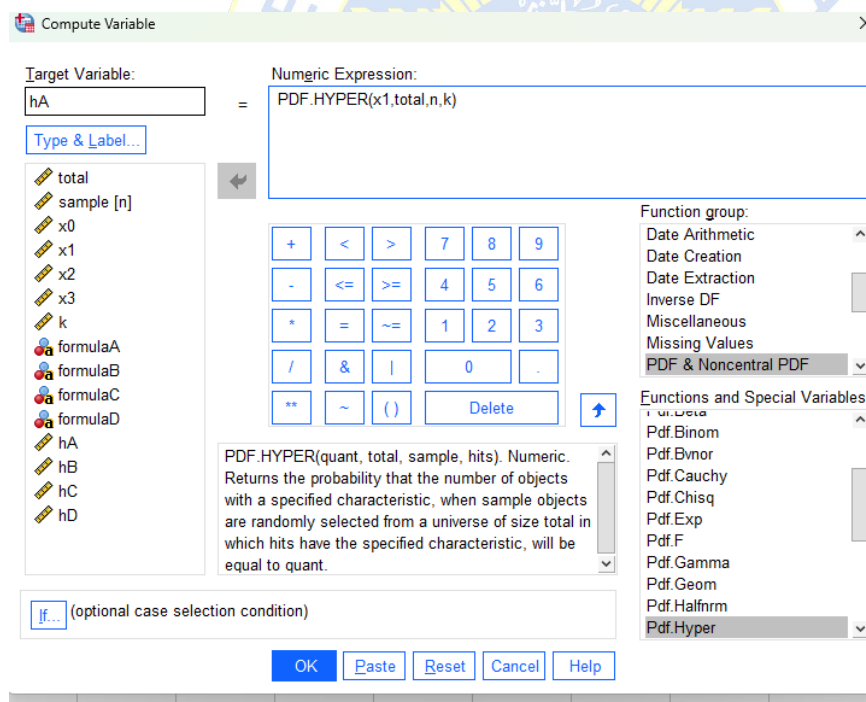 Compute Variable
Target Variable:
hA
=
Numeric Expression:
PDF.HYPER(x1,total,n,k)
Type & Label...
total
sample [n]
x0
x1
x2
x3
k
formulaA
formulaB
formulaC
formulaD
hA
hB
hC
hD
+ < > 7 8 9
- <= >= 4 5 6
* = ~= 1 2 3
/ & | 0 .
** ~ ( ) Delete
PDF.HYPER(quant, total, sample, hits). Numeric.
Returns the probability that the number of objects
with a specified characteristic, when sample objects
are randomly selected from a universe of size total in
which hits have the specified characteristic, will be
equal to quant.
Function group:
Date Arithmetic
Date Creation
Date Extraction
Inverse DF
Miscellaneous
Missing Values
PDF & Noncentral PDF
Functions and Special Variables
Pdf.Beta
Pdf.Binom
Pdf.Bvnor
Pdf.Cauchy
Pdf.Chisq
Pdf.Exp
Pdf.F
Pdf.Gamma
Pdf.Geom
Pdf.Halfnrm
Pdf.Hyper
If... (optional case selection condition)
OK Paste Reset Cancel Help